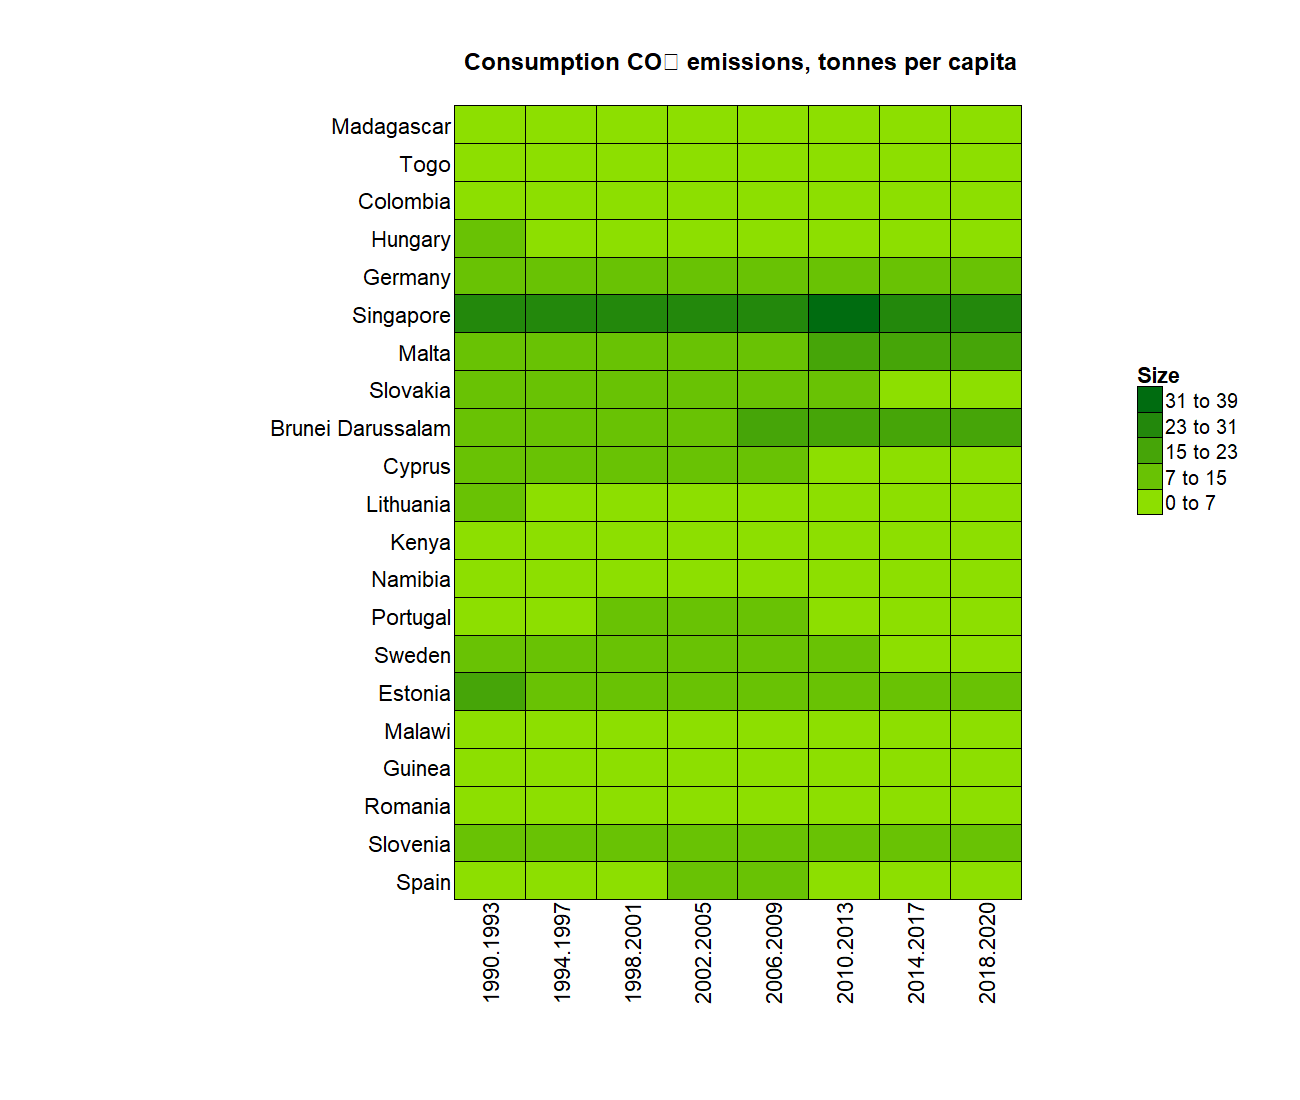 Consumption CO□ emissions, tonnes per capita
Madagascar
Togo
Colombia
Hungary
Germany
Singapore
Malta
Slovakia
Brunei Darussalam
Cyprus
Lithuania
Kenya
Namibia
Portugal
Sweden
Estonia
Malawi
Guinea
Romania
Slovenia
Spain
1990.1993
1994.1997
1998.2001
2002.2005
2006.2009
2010.2013
2014.2017
2018.2020
Size
31 to 39
23 to 31
15 to 23
7 to 15
0 to 7